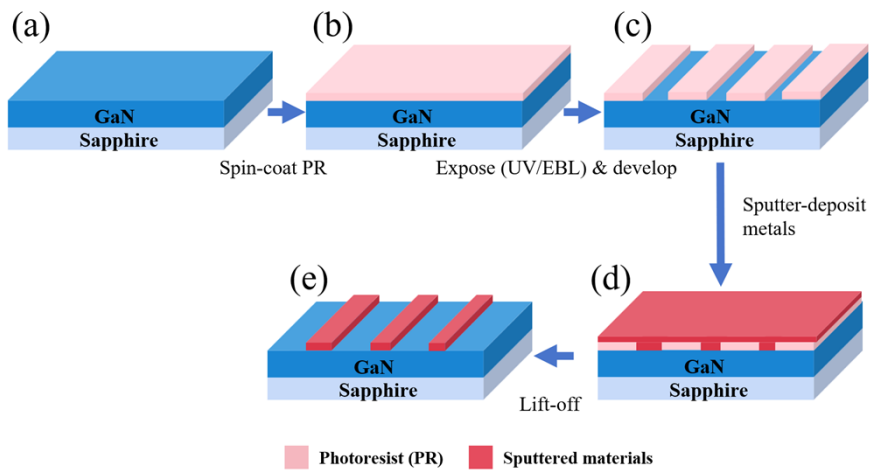 (a)
(b)
(c)
GaN
Sapphire
GaN
Sapphire
GaN
Sapphire
Spin-coat PR
Expose (UV/EBL) & develop
Sputter-deposit
metals
(e)
(d)
GaN
Sapphire
GaN
Sapphire
Lift-off
Photoresist (PR)
Sputtered materials